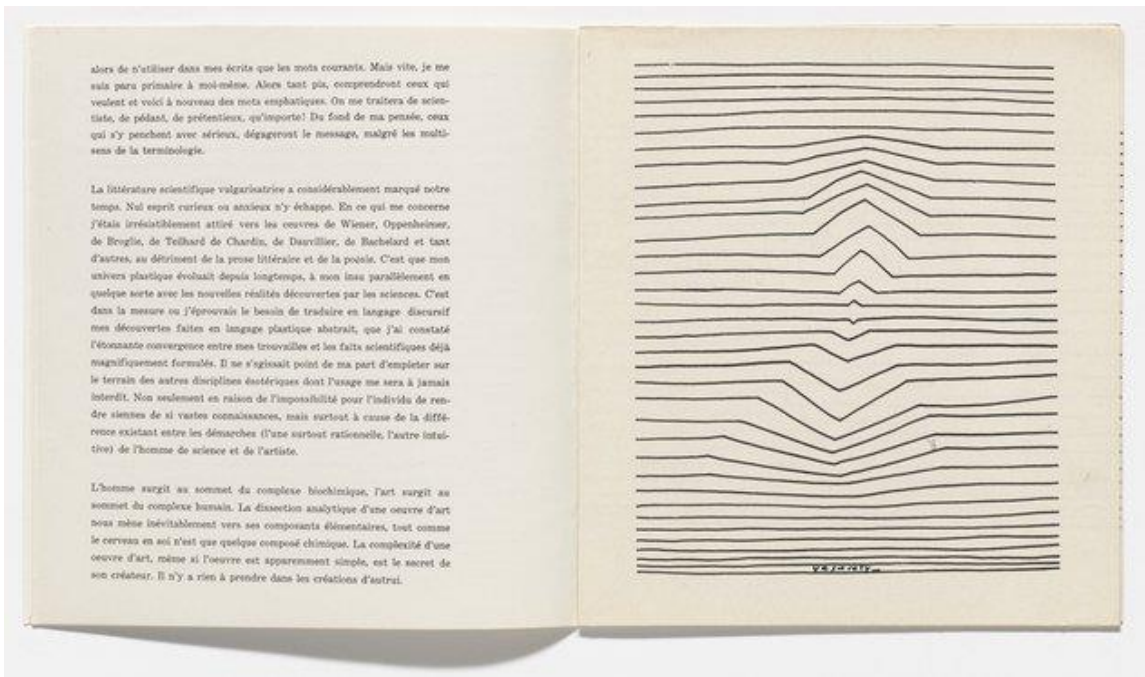 alors de n'utiliser dans mes écrits que les mots courants. Mais vite, je me
suis paru primaire à moi-même. Alors tant pis, comprendront ceux qui
veulent et voici à nouveau des mots emphatiques. On me traitera de scien-
tiste, de pédant, de prétentieux, qu'importe! Du fond de ma pensée, ceux
qui s'y penchent avec sérieux, dégageront le message, malgré les multi-
sens de la terminologie.
La littérature scientifique vulgarisatrice a considérablement marqué notre
temps. Nul esprit curieux ou anxieux n'y échappe. En ce qui me concerne
j'étais irrésistiblement attiré vers les oeuvres de Wiener, Oppenheimer,
de Broglie, de Teilhard de Chardin, de Dauvillier, de Bachelard et tant
d'autres, au détriment de la prose littéraire et de la poésie. C'est que mon
univers plastique évoluait depuis longtemps, à mon insu parallèlement en
quelque sorte avec les nouvelles réalités découvertes par les sciences. C'est
dans la mesure ou j'éprouvais le besoin de traduire en langage discursif
mes découvertes faites en langage plastique abstrait, que j'ai constaté
l'étonnante convergence entre mes trouvailles et les faits scientifiques déjà
magnifiquement formulés. Il ne s'agissait point de ma part d'empieter sur
le terrain des autres disciplines ésotériques dont l'usage me sera à jamais
interdit. Non seulement en raison de l'impossibilité pour l'individu de ren-
dre siennes de si vastes connaissances, mais surtout à cause de la diffé-
rence existant entre les démarches (l'une surtout rationnelle, l'autre intui-
tive) de l'homme de science et de l'artiste.
L'homme surgit au sommet du complexe biochimique, l'art surgit au
sommet du complexe humain. La dissection analytique d'une oeuvre d'art
nous mène inévitablement vers ses composants élémentaires, tout comme
le cerveau en soi n'est que quelque composé chimique. La complexité d'une
oeuvre d'art, même si l'oeuvre est apparemment simple, est le secret de
son créateur. Il n'y a rien à prendre dans les créations d'autrui.
vasarely